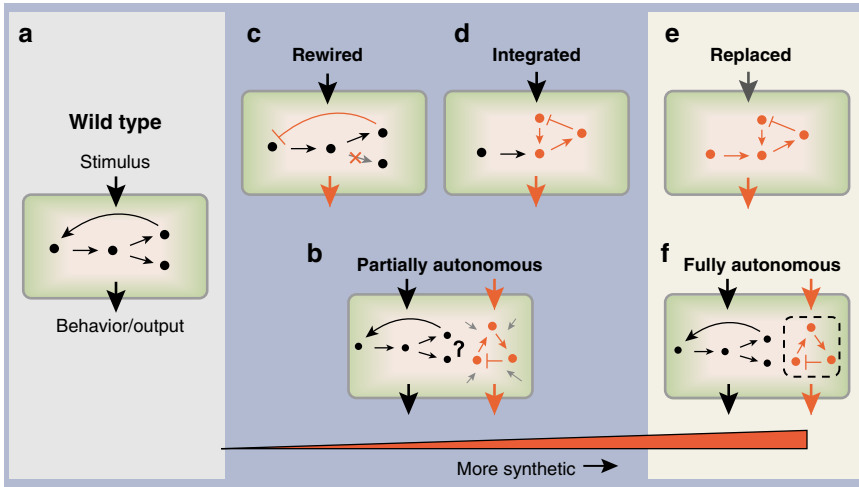 a
Wild type
Stimulus
Behavior/output
c
Rewired
d
Integrated
e
Replaced
b
Partially autonomous
?
f
Fully autonomous
More synthetic